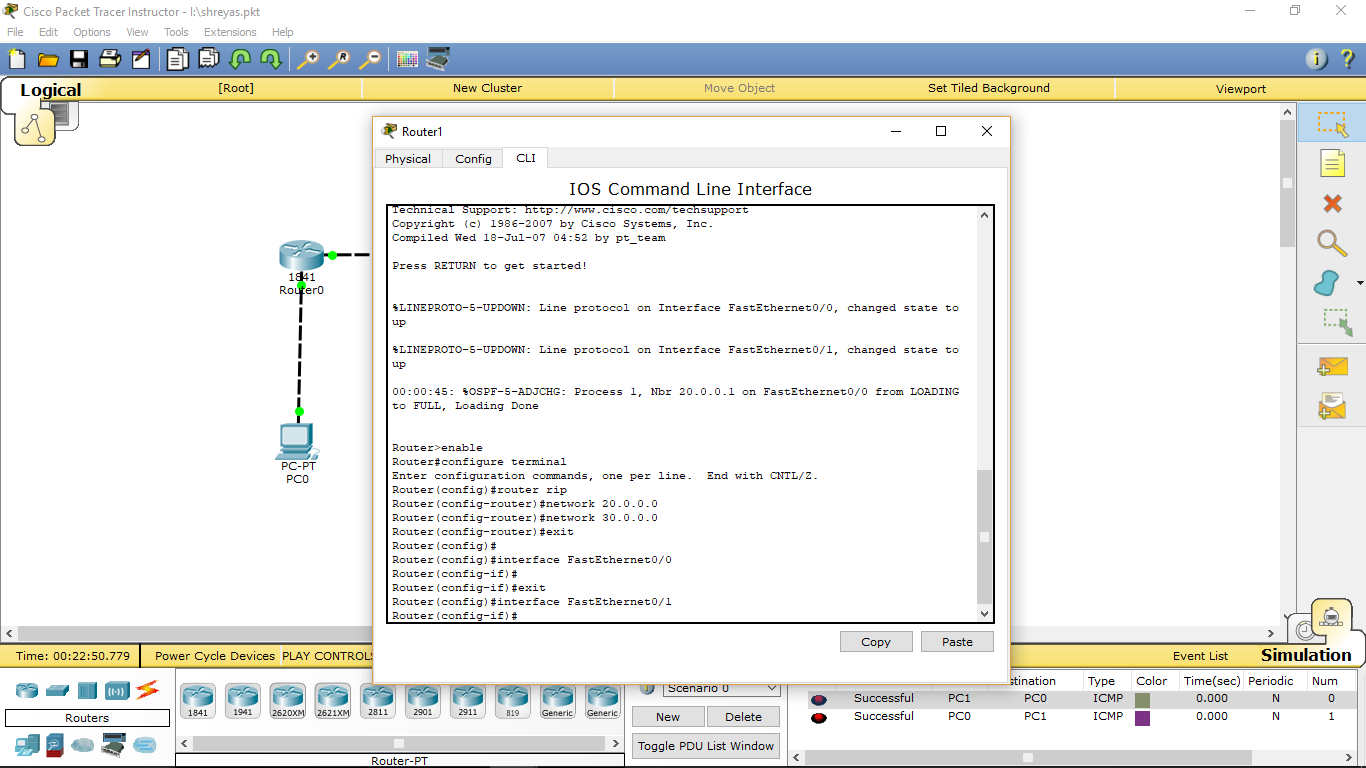 Cisco Packet Tracer Instructor - I:\shreyas.pkt
File Edit Options View Tools Extensions Help
Logical [Root] New Cluster Move Object Set Tiled Background Viewport
1841
Router0
PC-PT
PC0
Router1
Physical Config CLI
IOS Command Line Interface
Technical Support: http://www.cisco.com/techsupport
Copyright (c) 1986-2007 by Cisco Systems, Inc.
Compiled Wed 18-Jul-07 04:52 by pt_team
Press RETURN to get started!
%LINEPROTO-5-UPDOWN: Line protocol on Interface FastEthernet0/0, changed state to
up
%LINEPROTO-5-UPDOWN: Line protocol on Interface FastEthernet0/1, changed state to
up
00:00:45: %OSPF-5-ADJCHG: Process 1, Nbr 20.0.0.1 on FastEthernet0/0 from LOADING
to FULL, Loading Done
Router>enable
Router#configure terminal
Enter configuration commands, one per line.  End with CNTL/Z.
Router(config)#router rip
Router(config-router)#network 20.0.0.0
Router(config-router)#network 30.0.0.0
Router(config-router)#exit
Router(config)#
Router(config)#interface FastEthernet0/0
Router(config-if)#
Router(config-if)#exit
Router(config)#interface FastEthernet0/1
Router(config-if)#
Copy Paste
Time: 00:22:50.779 Power Cycle Devices PLAY CONTROLS Event List Simulation
Routers
1841 1941 2620XM 2621XM 2811 2901 2911 819 Generic Generic
Router-PT
Scenario 0
New Delete
Toggle PDU List Window
stination Type Color Time(sec) Periodic Num
Successful PC1 PC0 ICMP 0.000 N 0
Successful PC0 PC1 ICMP 0.000 N 1